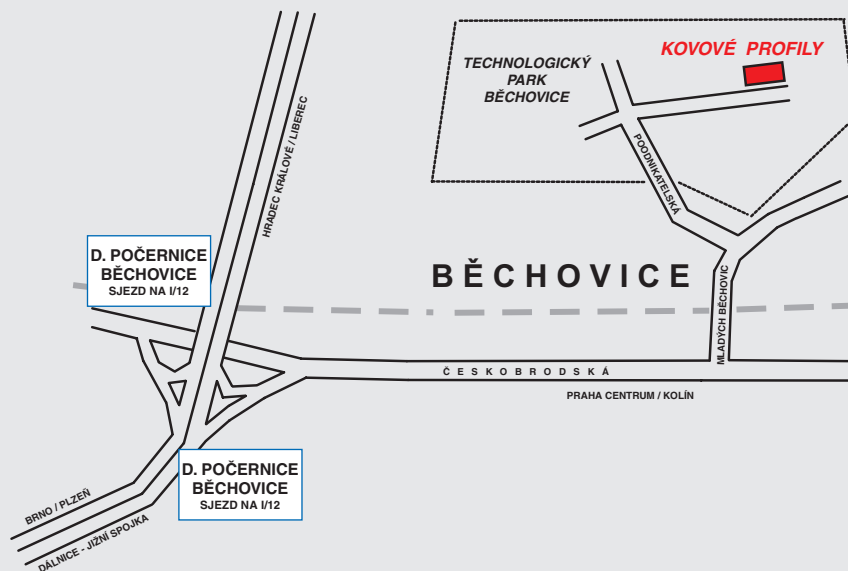 KOVOVÉ PROFILY
TECHNOLOGICKÝ
PARK
BĚCHOVICE
HRADEC KRÁLOVÉ / LIBEREC
POODNIKATELSKÁ
D. POČERNICE
BĚCHOVICE
SJEZD NA I/12
BĚCHOVICE
MLADÝCH BĚCHOVIC
ČESKOBRODSKÁ
PRAHA CENTRUM / KOLÍN
D. POČERNICE
BĚCHOVICE
SJEZD NA I/12
BRNO / PLZEŇ
DÁLNICE - JIŽNÍ SPOJKA